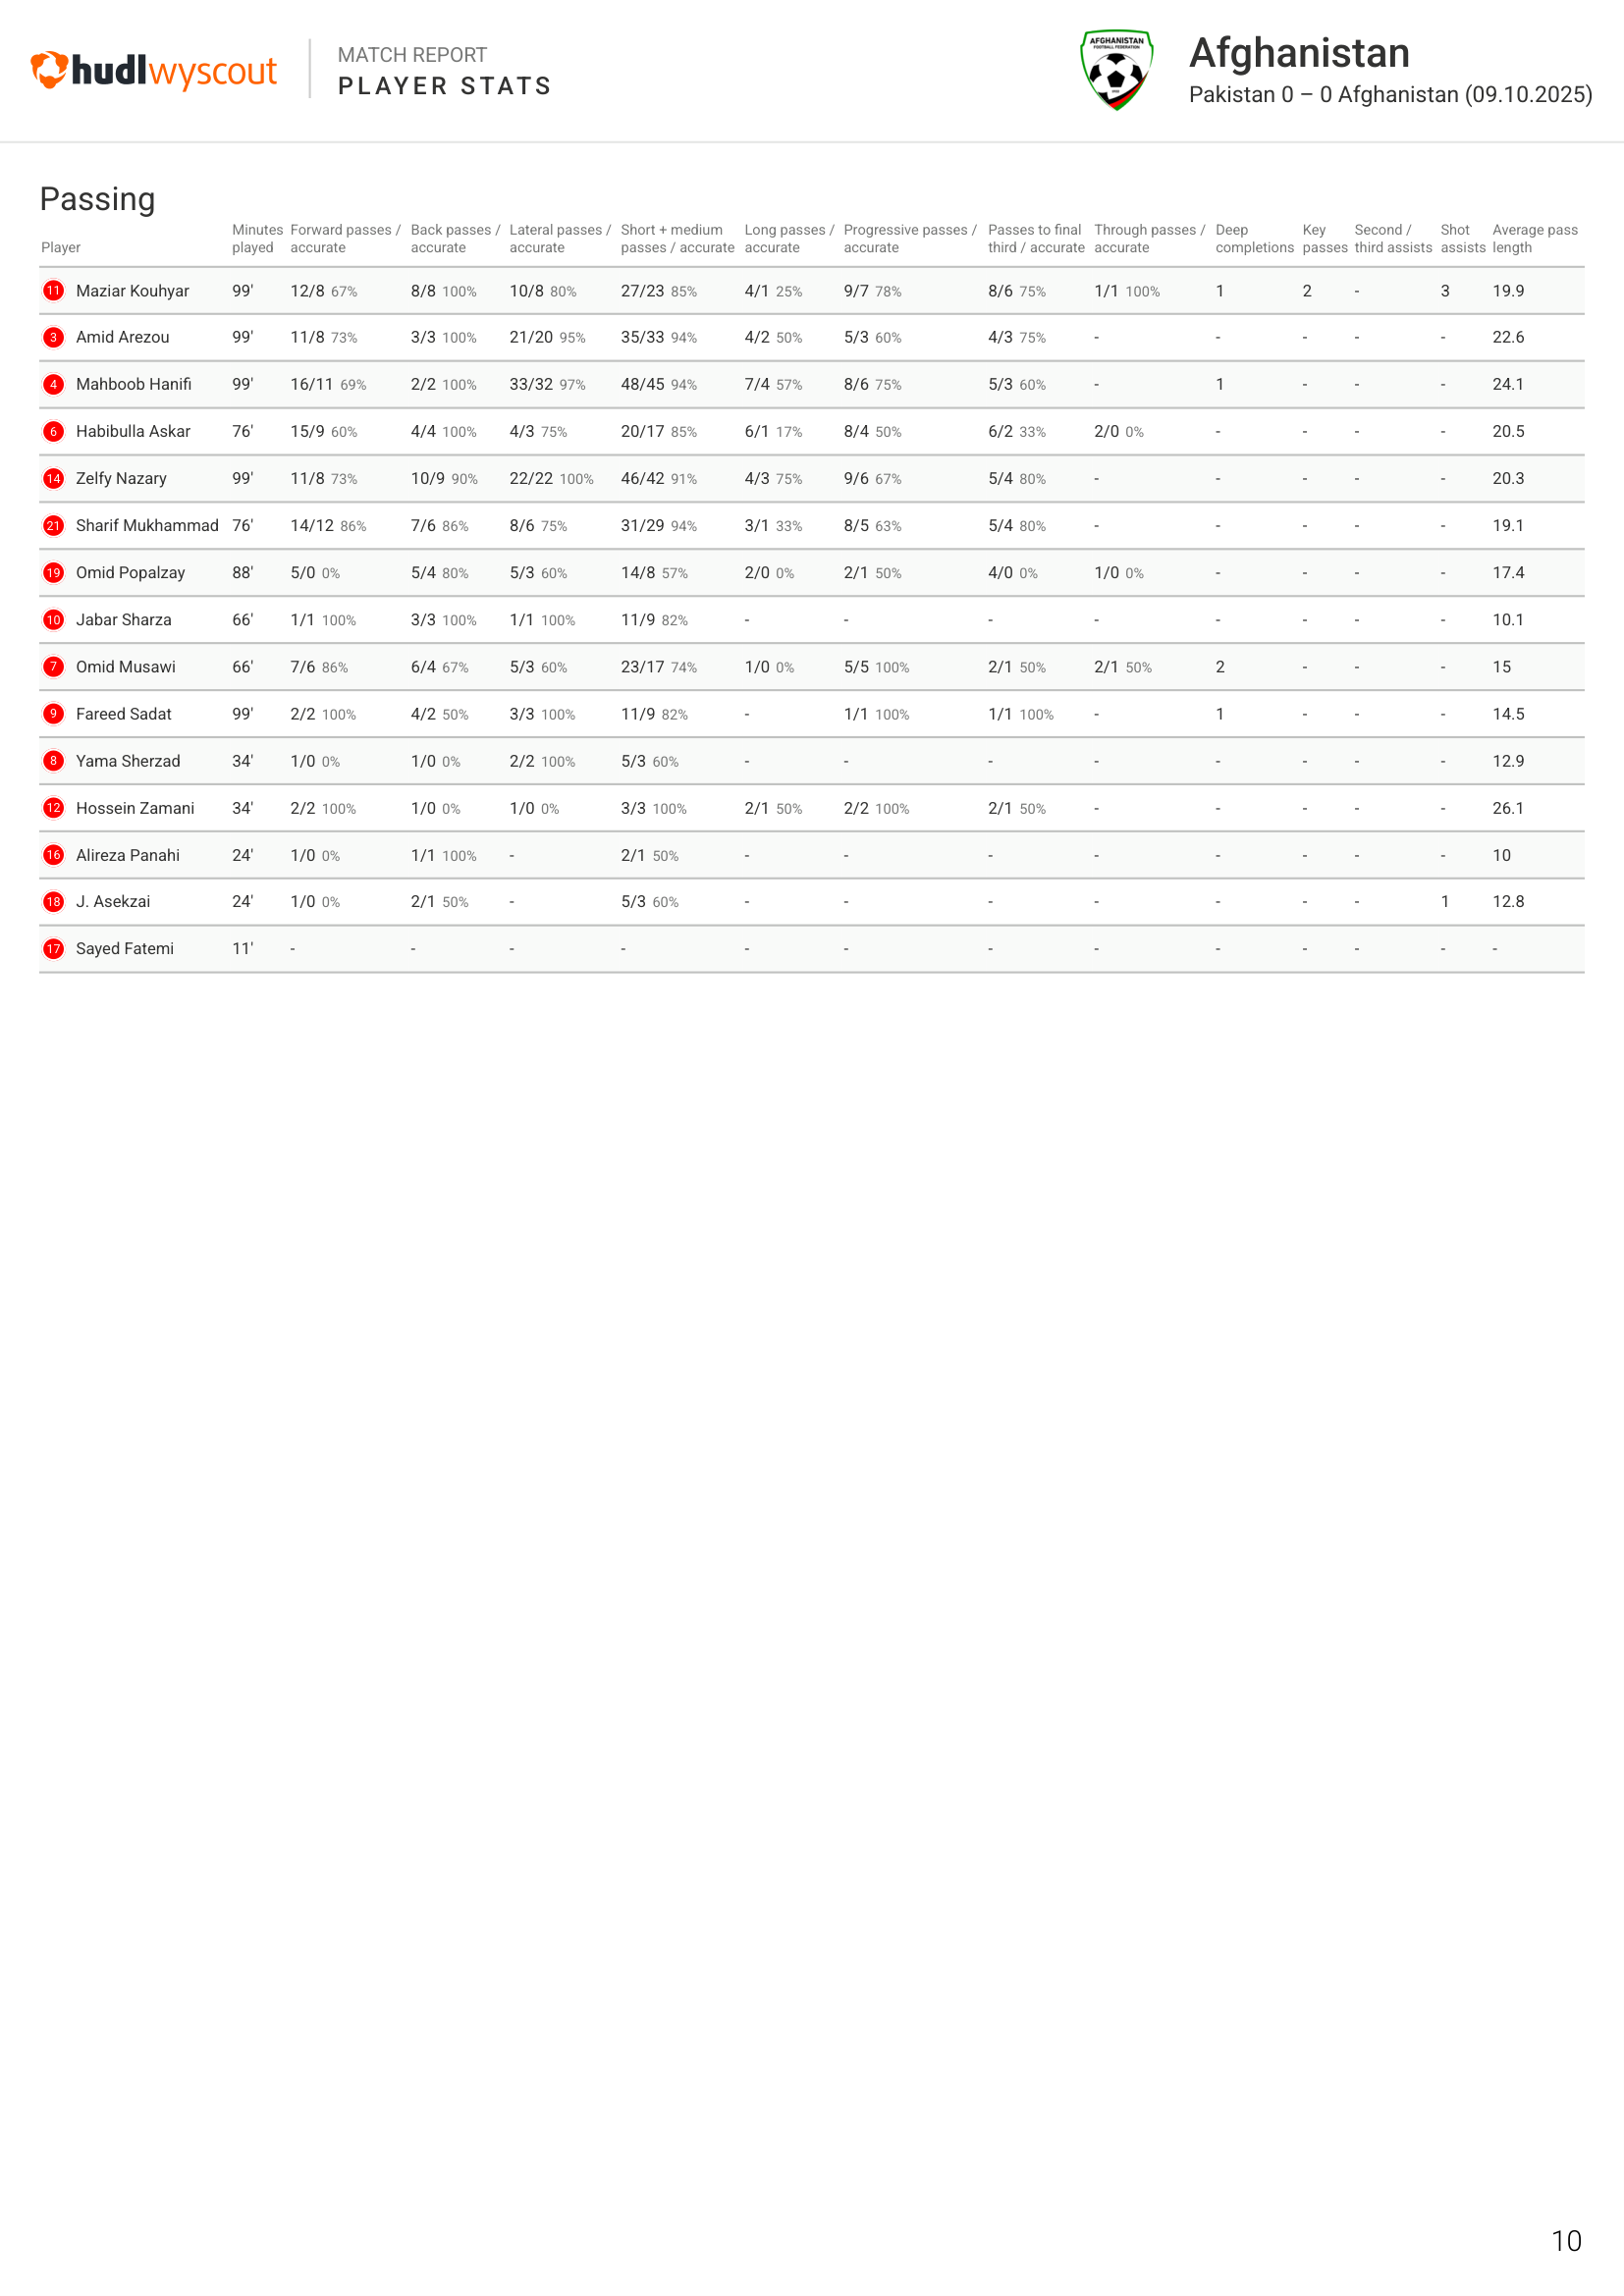 hudl wyscout
MATCH REPORT
PLAYER STATS
AFGHANISTAN
FOOTBALL FEDERATION
Afghanistan
Pakistan 0 – 0 Afghanistan (09.10.2025)
Passing
Player Minutes played Forward passes / accurate Back passes / accurate Lateral passes / accurate Short + medium passes / accurate Long passes / accurate Progressive passes / accurate Passes to final third / accurate Through passes / accurate Deep completions Key passes Second / third assists Shot assists Average pass length
11 Maziar Kouhyar 99' 12/8 67% 8/8 100% 10/8 80% 27/23 85% 4/1 25% 9/7 78% 8/6 75% 1/1 100% 1 2 - 3 19.9
3 Amid Arezou 99' 11/8 73% 3/3 100% 21/20 95% 35/33 94% 4/2 50% 5/3 60% 4/3 75% - - - - - 22.6
4 Mahboob Hanifi 99' 16/11 69% 2/2 100% 33/32 97% 48/45 94% 7/4 57% 8/6 75% 5/3 60% - 1 - - - 24.1
6 Habibulla Askar 76' 15/9 60% 4/4 100% 4/3 75% 20/17 85% 6/1 17% 8/4 50% 6/2 33% 2/0 0% - - - - 20.5
14 Zelfy Nazary 99' 11/8 73% 10/9 90% 22/22 100% 46/42 91% 4/3 75% 9/6 67% 5/4 80% - - - - - 20.3
21 Sharif Mukhammad 76' 14/12 86% 7/6 86% 8/6 75% 31/29 94% 3/1 33% 8/5 63% 5/4 80% - - - - - 19.1
19 Omid Popalzay 88' 5/0 0% 5/4 80% 5/3 60% 14/8 57% 2/0 0% 2/1 50% 4/0 0% 1/0 0% - - - - 17.4
10 Jabar Sharza 66' 1/1 100% 3/3 100% 1/1 100% 11/9 82% - - - - - - - - 10.1
7 Omid Musawi 66' 7/6 86% 6/4 67% 5/3 60% 23/17 74% 1/0 0% 5/5 100% 2/1 50% 2/1 50% 2 - - - 15
9 Fareed Sadat 99' 2/2 100% 4/2 50% 3/3 100% 11/9 82% - 1/1 100% 1/1 100% - 1 - - - 14.5
8 Yama Sherzad 34' 1/0 0% 1/0 0% 2/2 100% 5/3 60% - - - - - - - - 12.9
12 Hossein Zamani 34' 2/2 100% 1/0 0% 1/0 0% 3/3 100% 2/1 50% 2/2 100% 2/1 50% - - - - - 26.1
16 Alireza Panahi 24' 1/0 0% 1/1 100% - 2/1 50% - - - - - - - - 10
18 J. Asekzai 24' 1/0 0% 2/1 50% - 5/3 60% - - - - - - - 1 12.8
17 Sayed Fatemi 11' - - - - - - - - - - - - -
10